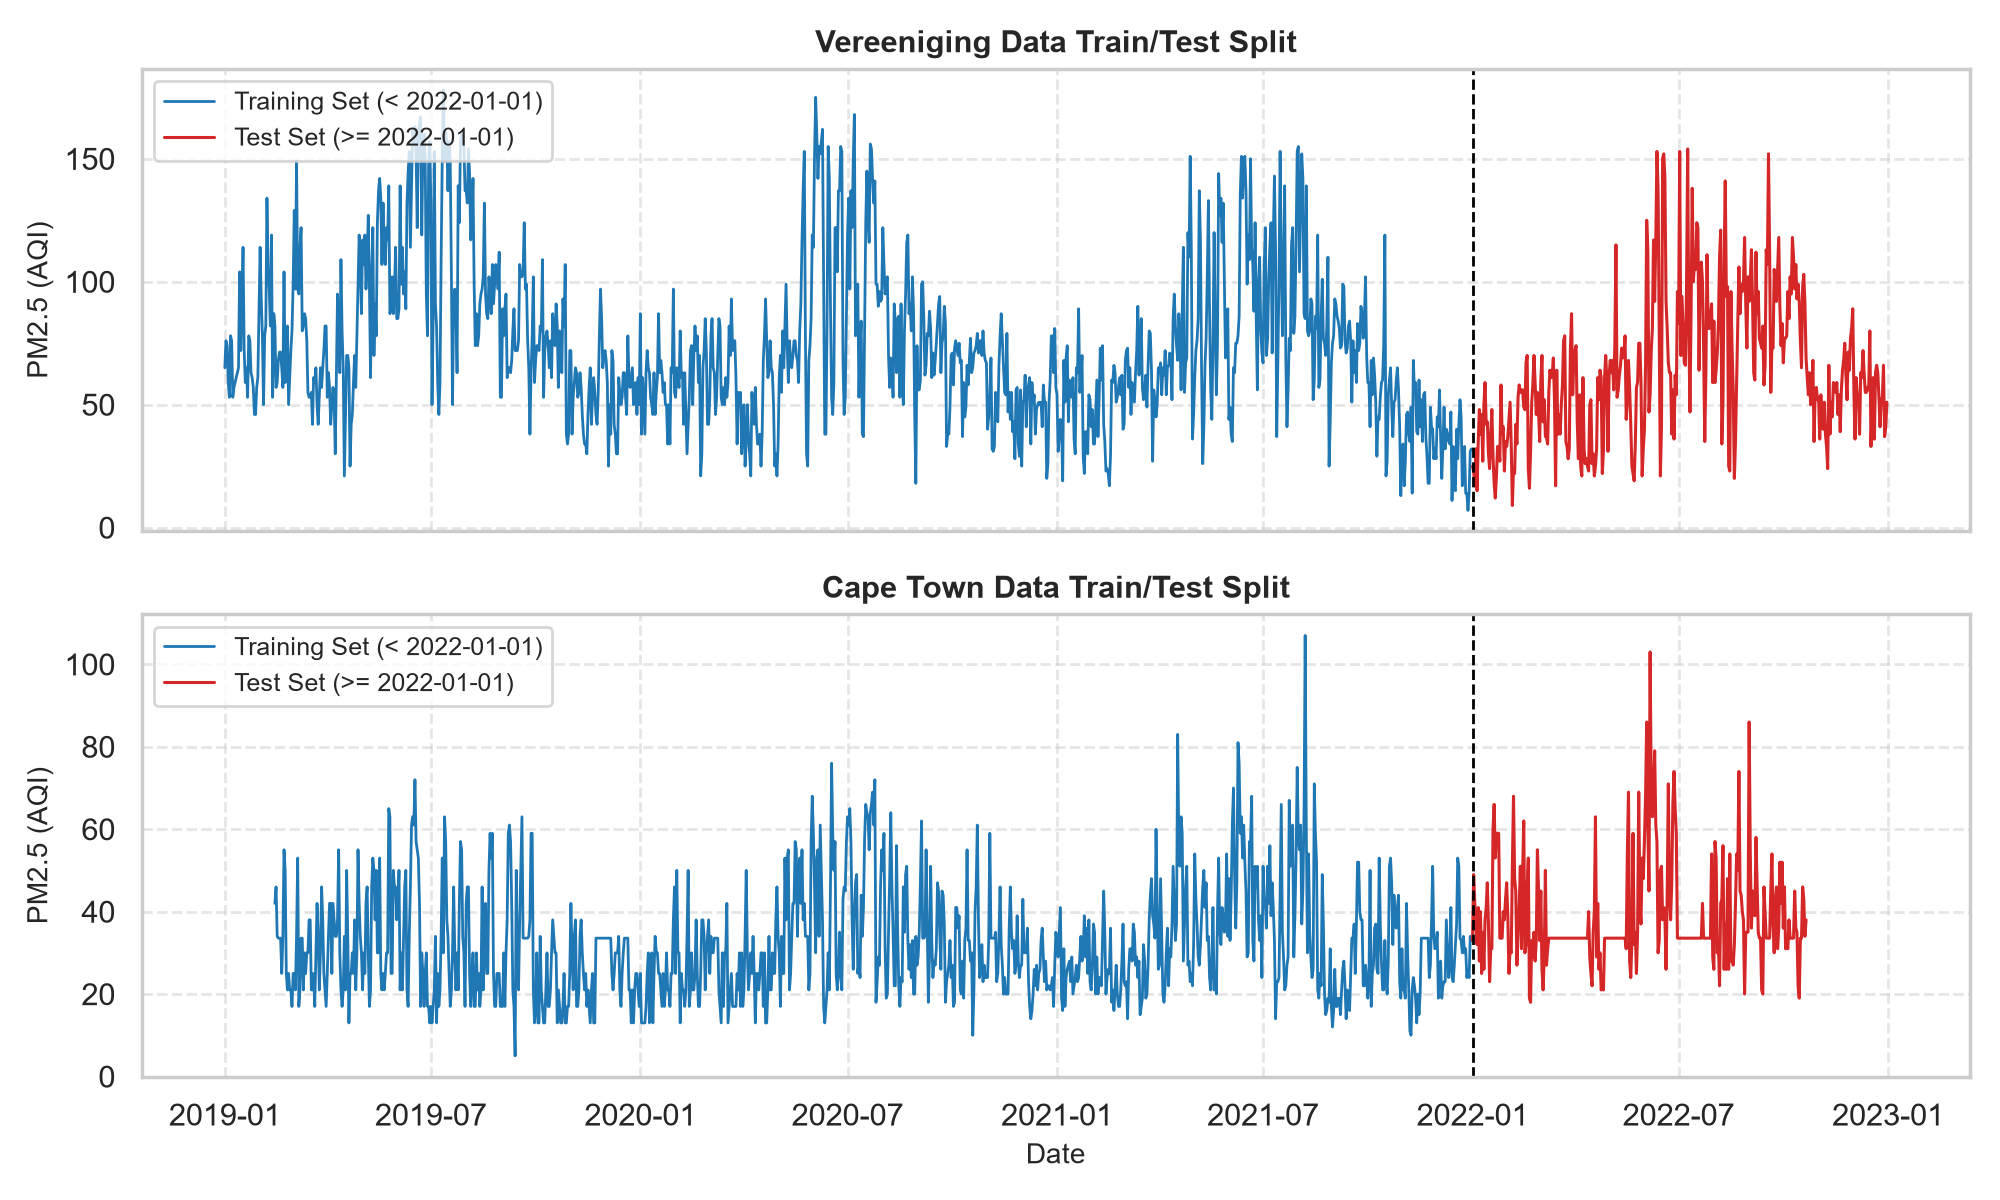 Vereeniging Data Train/Test Split
Training Set (< 2022-01-01)
Test Set (>= 2022-01-01)
PM2.5 (AQI)
150
100
50
0
Cape Town Data Train/Test Split
Training Set (< 2022-01-01)
Test Set (>= 2022-01-01)
PM2.5 (AQI)
100
80
60
40
20
0
2019-01 2019-07 2020-01 2020-07 2021-01 2021-07 2022-01 2022-07 2023-01
Date